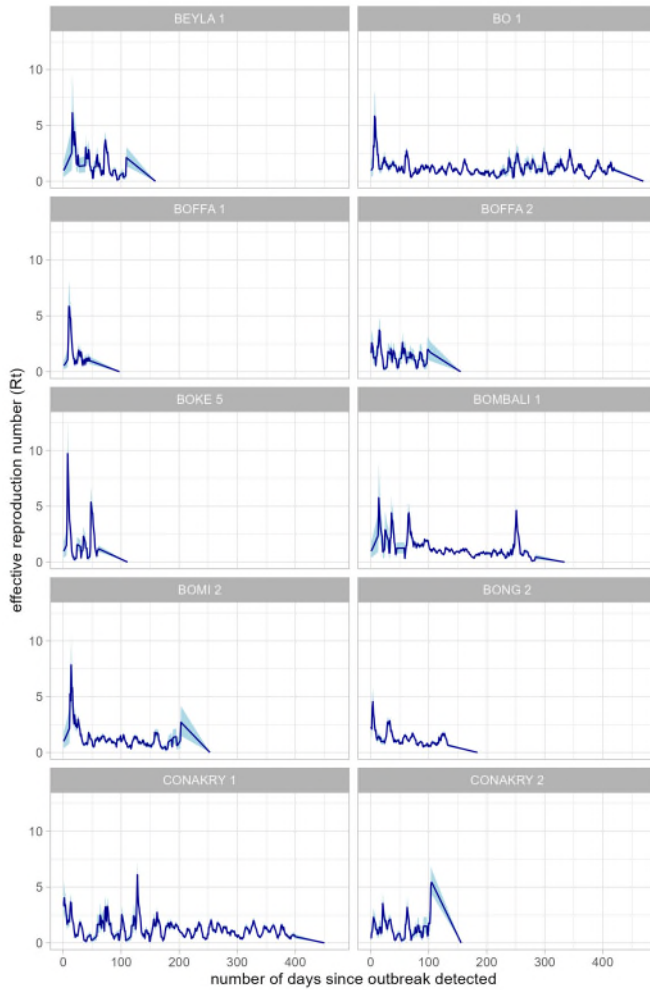 BEYLA 1 BO 1
10
5
0
BOFFA 1 BOFFA 2
10
5
0
BOKE 5 BOMBALI 1
10
5
0
BOMI 2 BONG 2
10
5
0
CONAKRY 1 CONAKRY 2
10
5
0
0 100 200 300 400 0 100 200 300 400
number of days since outbreak detected
effective reproduction number (Rt)